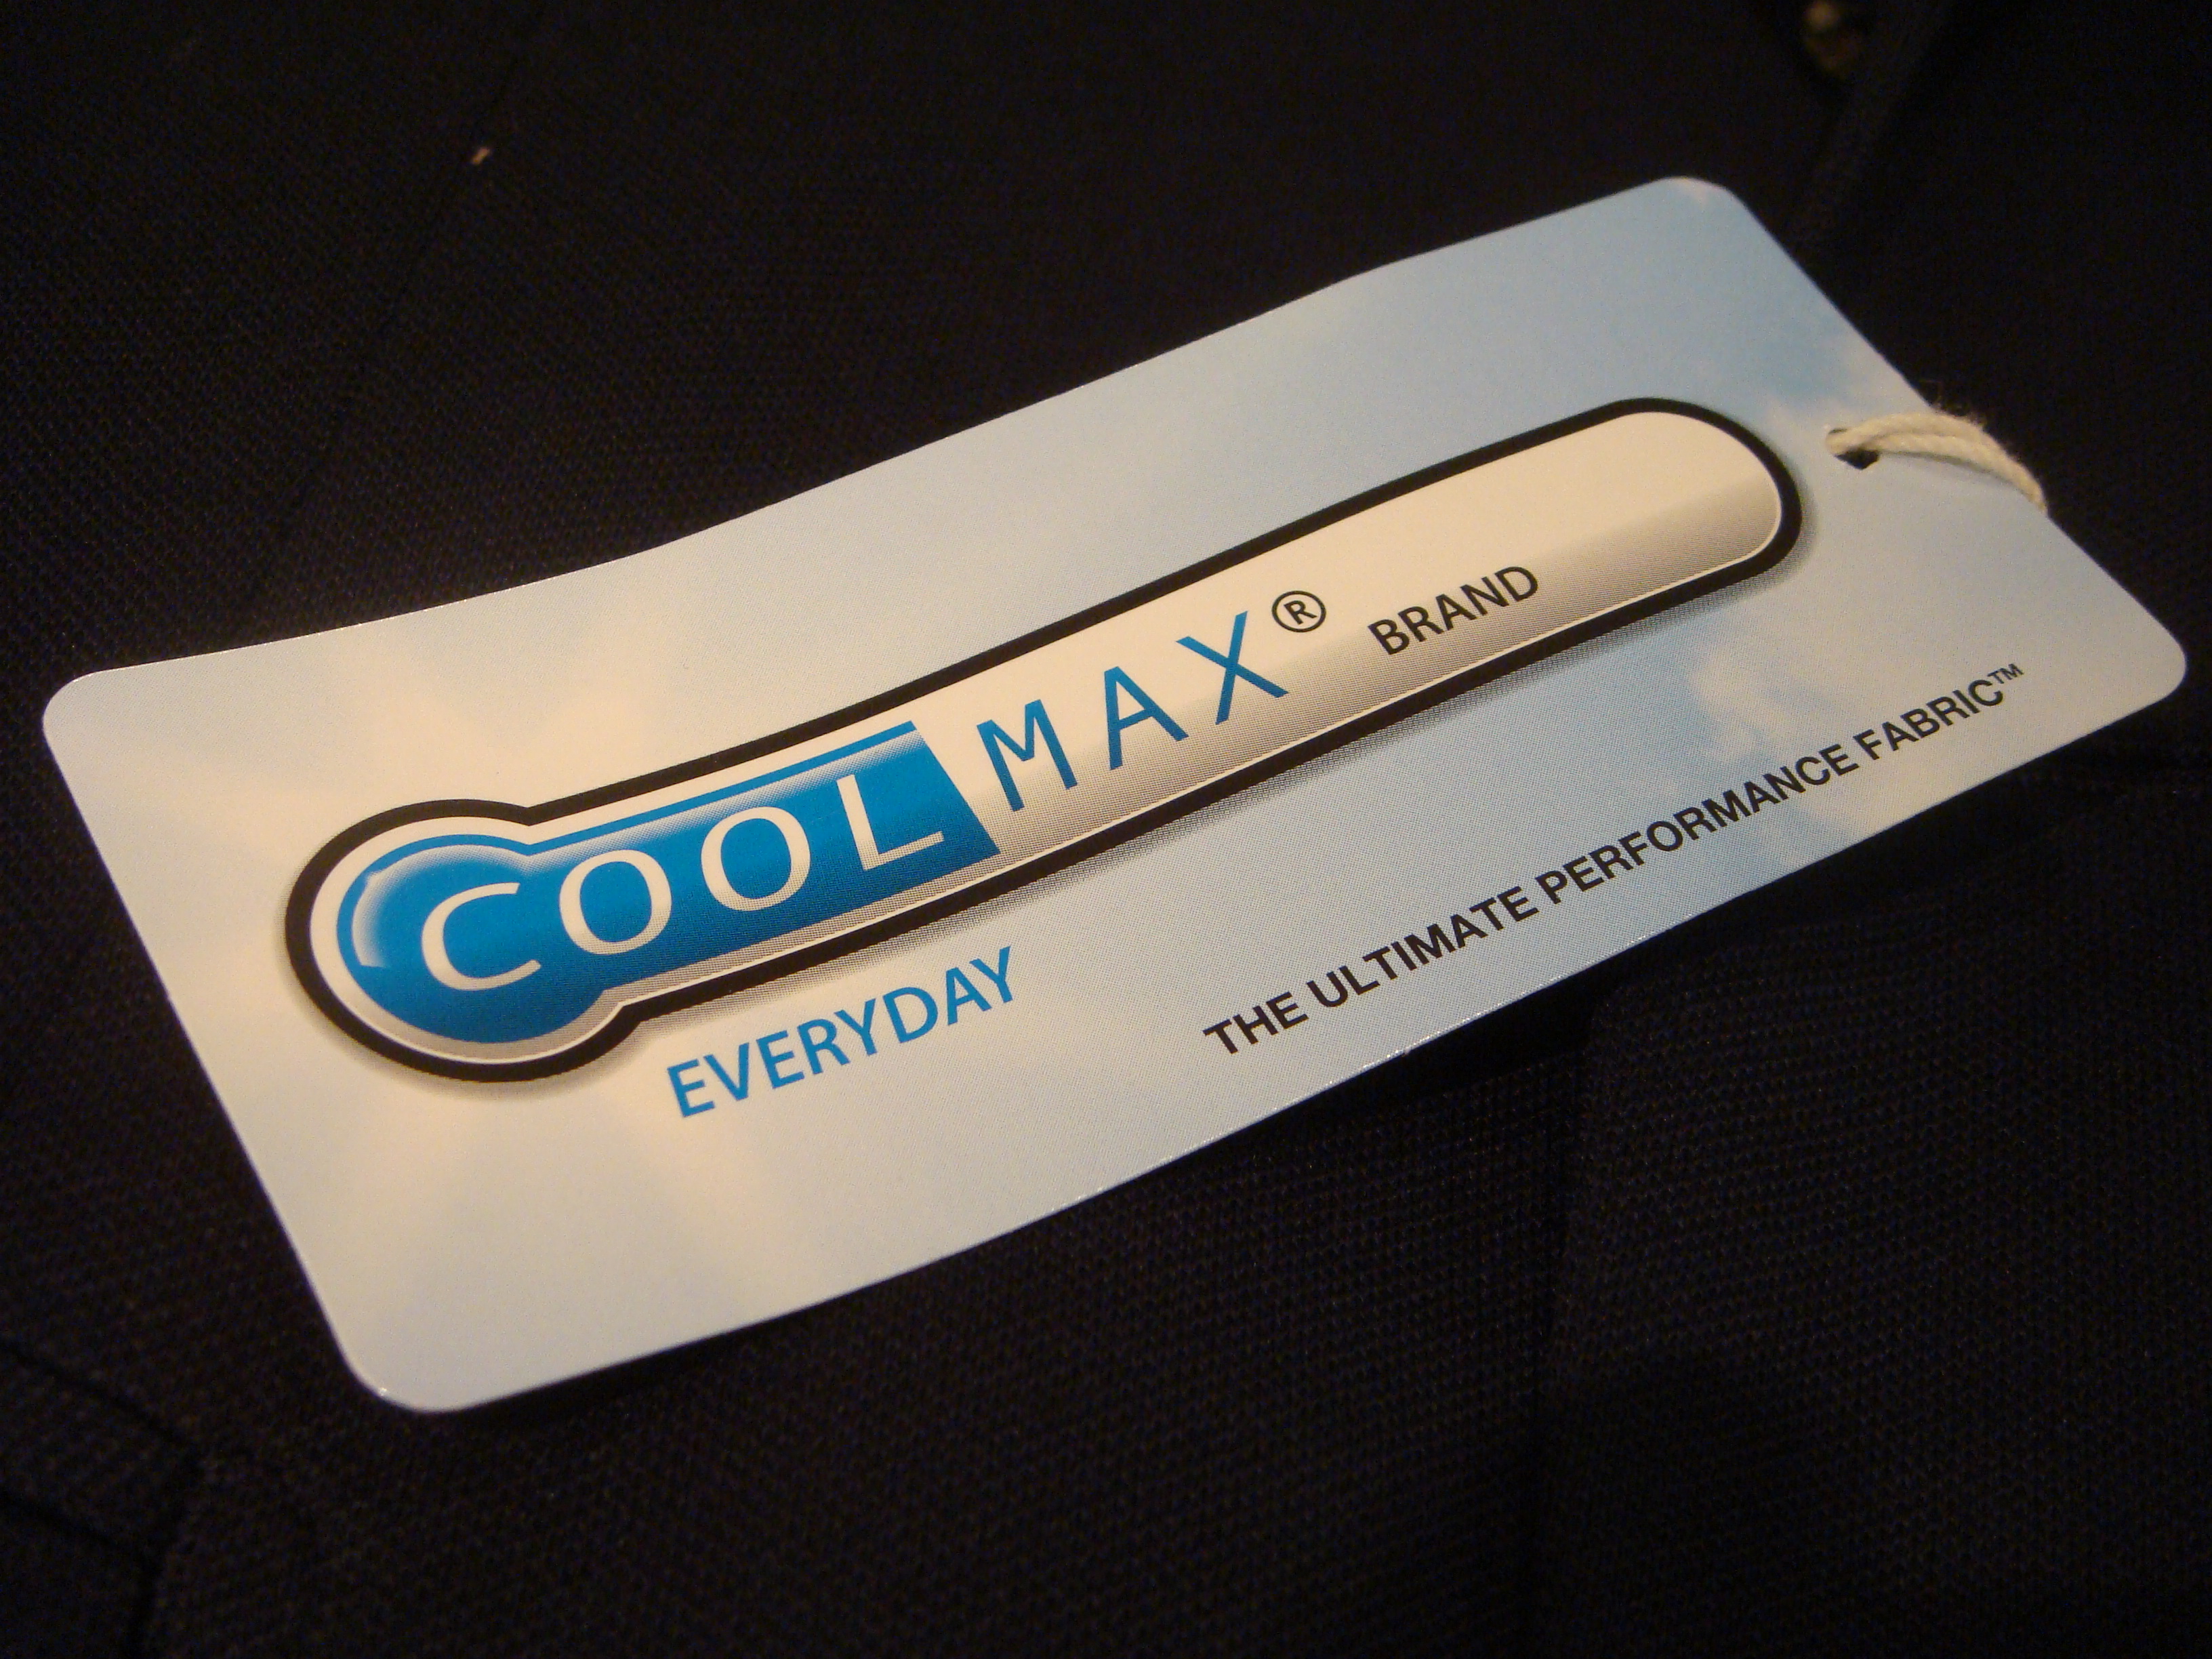 COOLMAX® BRAND
EVERYDAY
THE ULTIMATE PERFORMANCE FABRIC™